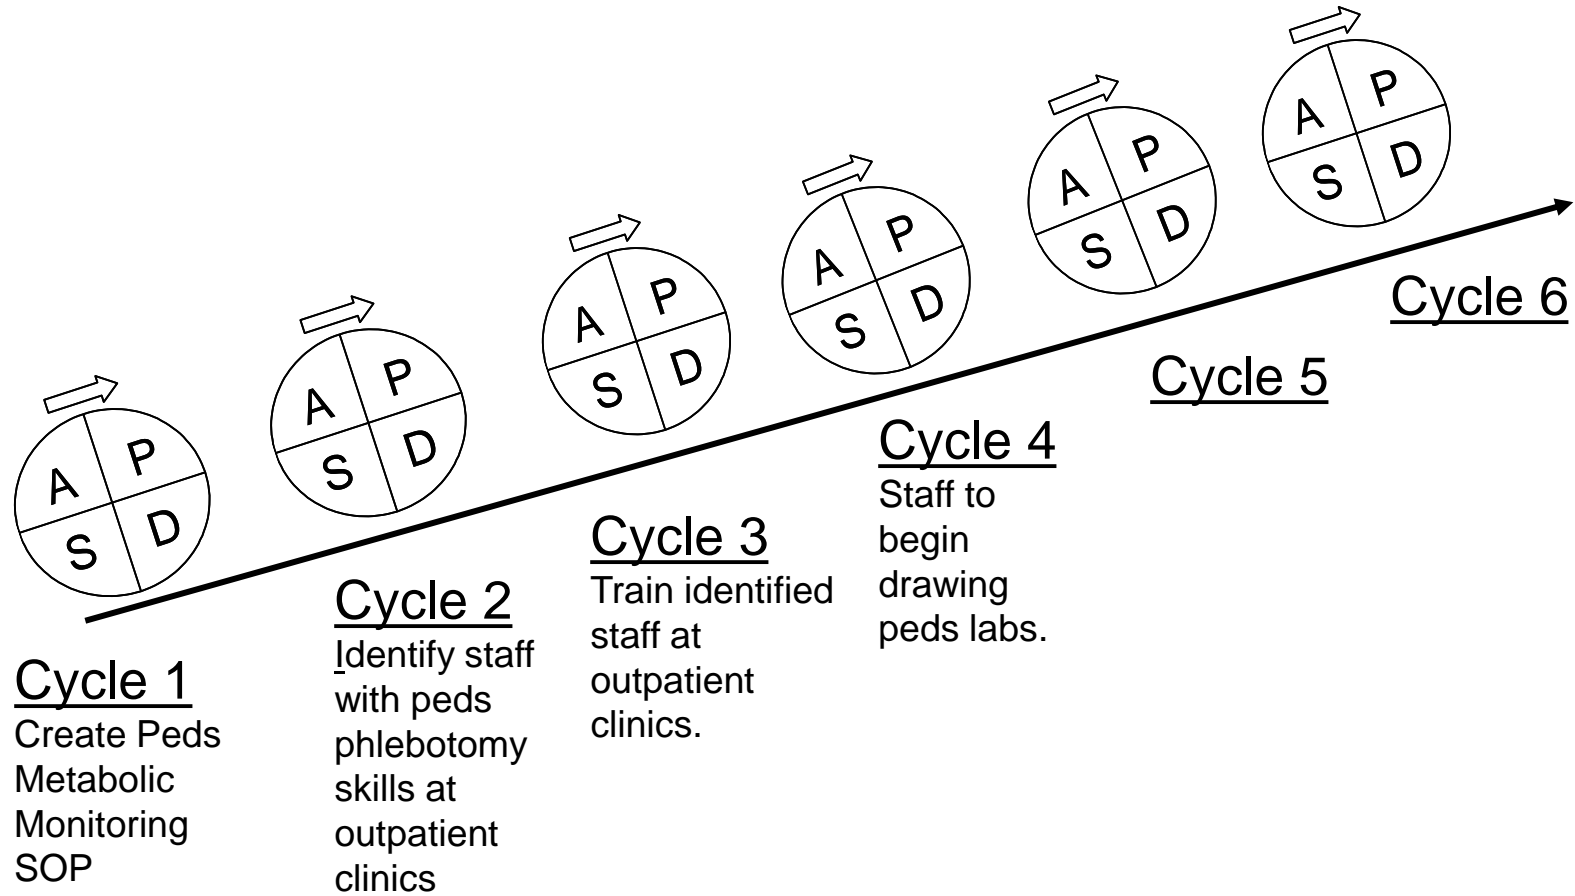 A P
S D
A P
S D
A P
S D
A P
S D
A P
S D
A P
S D
Cycle 1
Create Peds
Metabolic
Monitoring
SOP
Cycle 2
Identify staff
with peds
phlebotomy
skills at
outpatient
clinics
Cycle 3
Train identified
staff at
outpatient
clinics.
Cycle 4
Staff to
begin
drawing
peds labs.
Cycle 5
Cycle 6